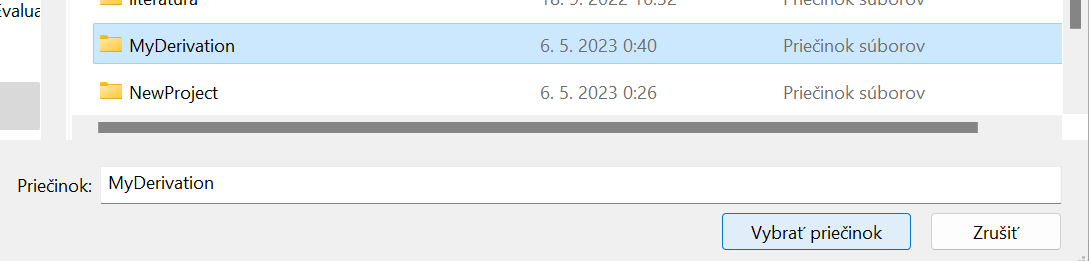 Evalua
literatura 18. 9. 2022 16:52 Priečinok súborov
MyDerivation 6. 5. 2023 0:40 Priečinok súborov
NewProject 6. 5. 2023 0:26 Priečinok súborov
Priečinok: MyDerivation
Vybrať priečinok Zrušiť